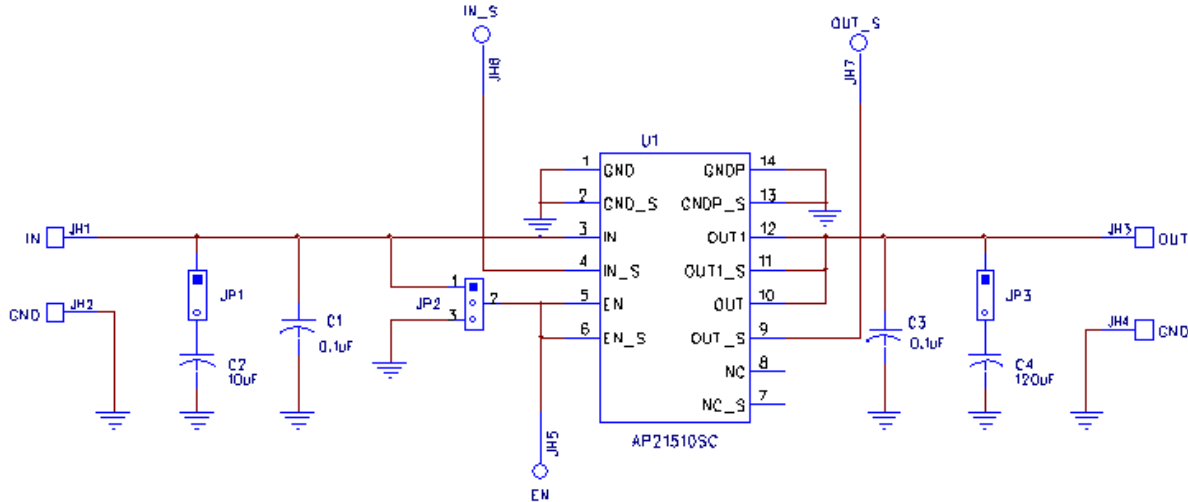 IN_S
JH6
OUT_S
JH7
U1
1 GND
2 GND_S
3 IN
4 IN_S
5 EN
6 EN_S
GNDP 14
GNDP_S 13
OUT1 12
OUT1_S 11
OUT 10
OUT_S 9
NC 8
NC_S 7
AP21510SC
IN JH1
GND JH2
JP1
C2
10uF
C1
0.1uF
JP2
1
2
3
JH5
EN
JH3 OUT
JH4 GND
C3
0.1uF
JP3
C4
120uF